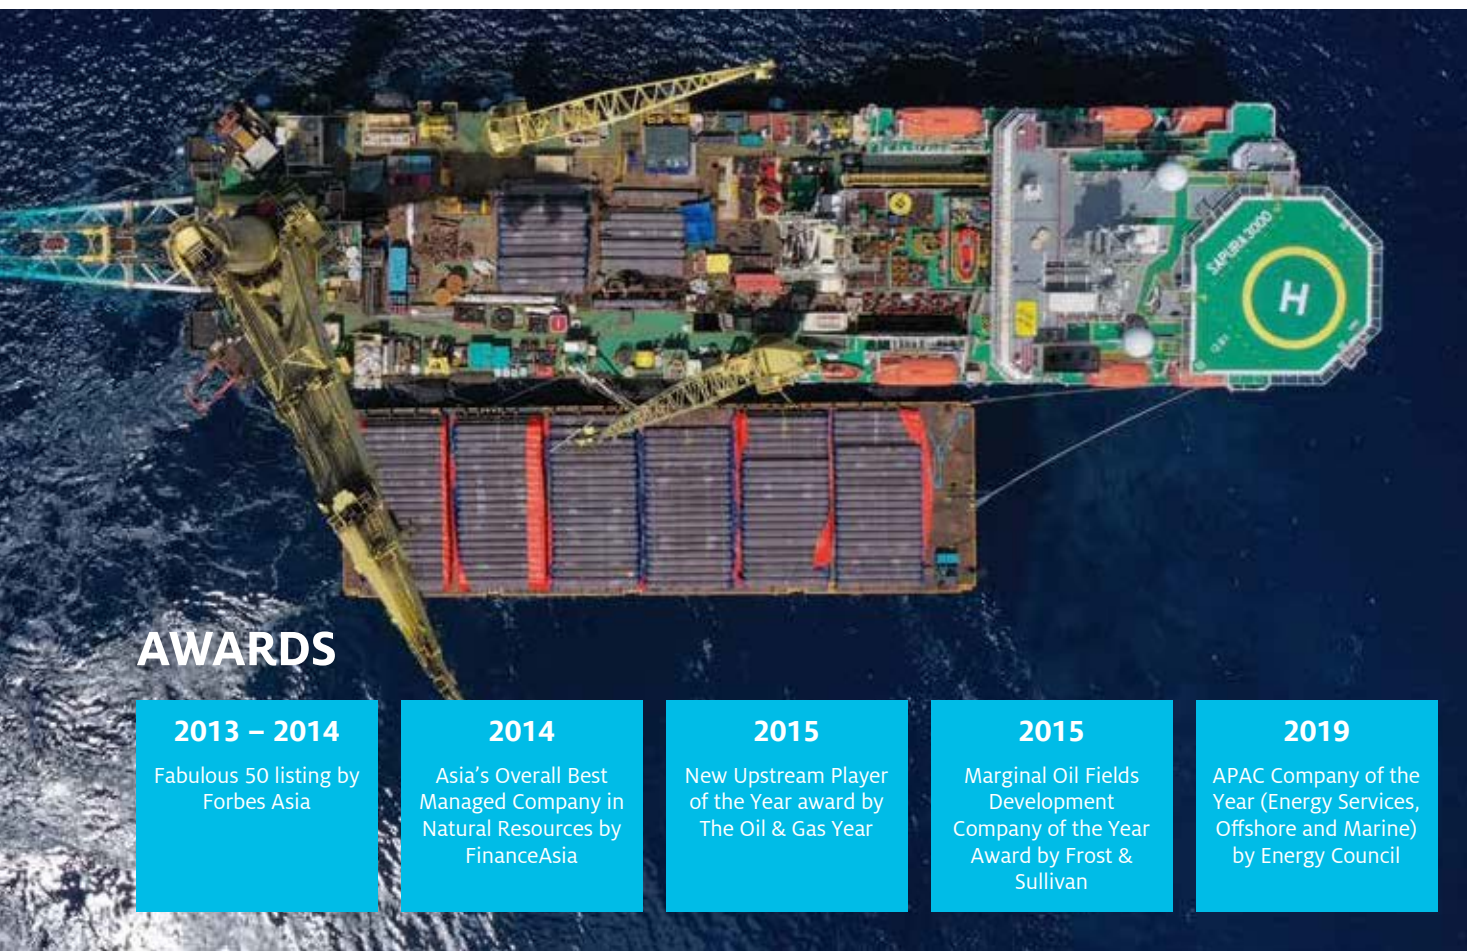 SAPURA 3000
H
AWARDS
2013 – 2014
Fabulous 50 listing by
Forbes Asia
2014
Asia’s Overall Best
Managed Company in
Natural Resources by
FinanceAsia
2015
New Upstream Player
of the Year award by
The Oil & Gas Year
2015
Marginal Oil Fields
Development
Company of the Year
Award by Frost &
Sullivan
2019
APAC Company of the
Year (Energy Services,
Offshore and Marine)
by Energy Council